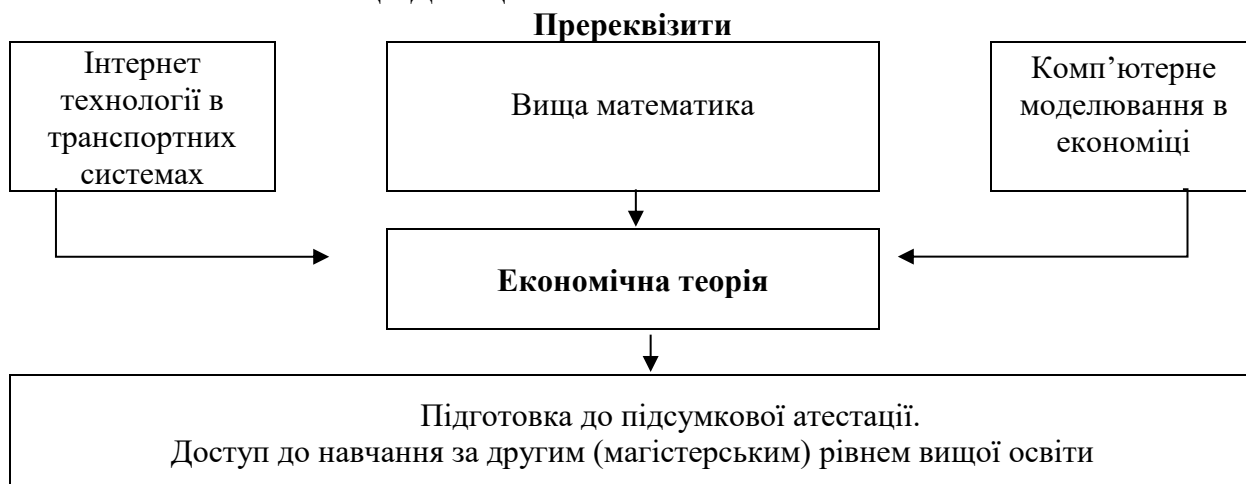 Пререквізити
Інтернет
технології в
транспортних
системах
Вища математика
Комп’ютерне
моделювання в
економіці
Економічна теорія
Підготовка до підсумкової атестації.
Доступ до навчання за другим (магістерським) рівнем вищої освіти